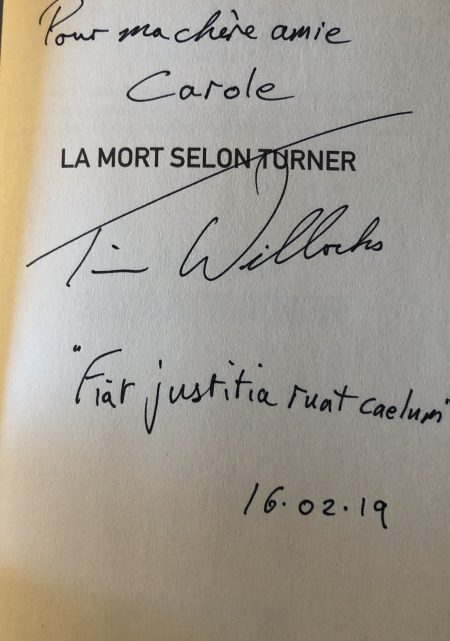 Pour ma chère amie
Carole
LA MORT SELON TURNER
Tim Willocks
"Fiat justitia ruat caelum"
16.02.19